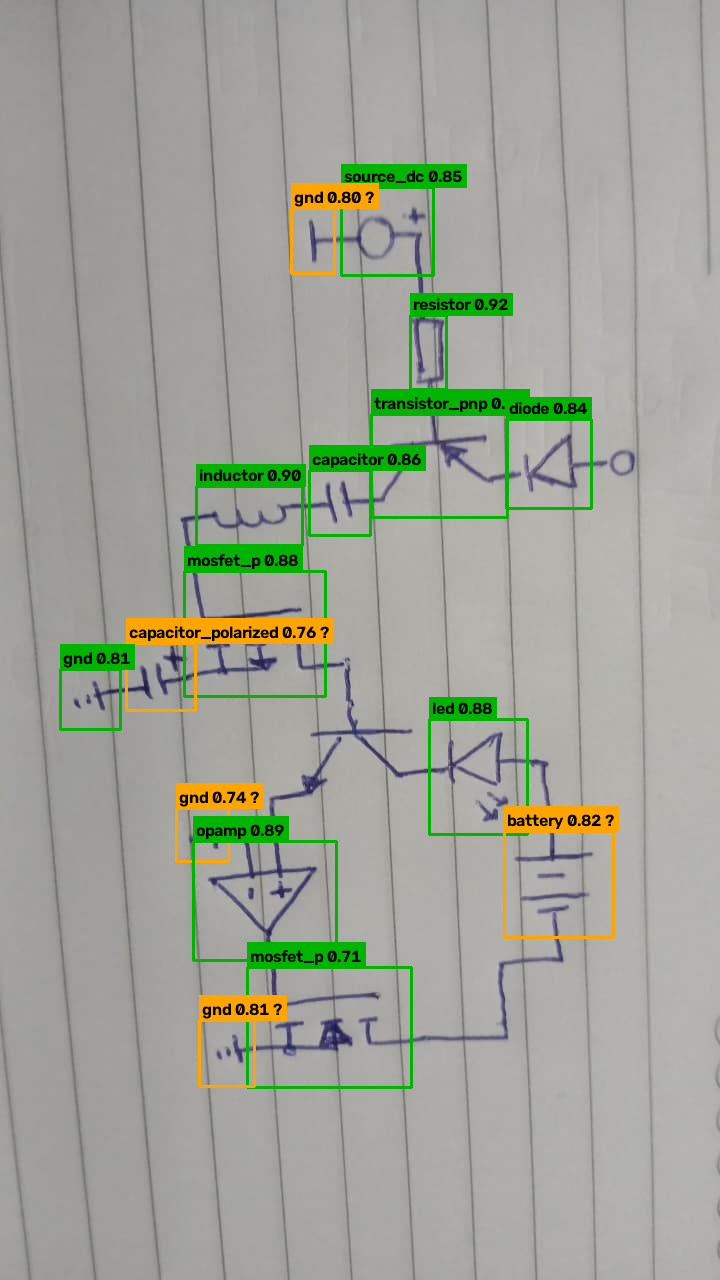 source_dc 0.85
gnd 0.80 ?
+
resistor 0.92
transistor_pnp 0.
diode 0.84
capacitor 0.86
inductor 0.90
mosfet_p 0.88
capacitor_polarized 0.76 ?
gnd 0.81
+
led 0.88
gnd 0.74 ?
battery 0.82 ?
opamp 0.89
- +
mosfet_p 0.71
gnd 0.81 ?